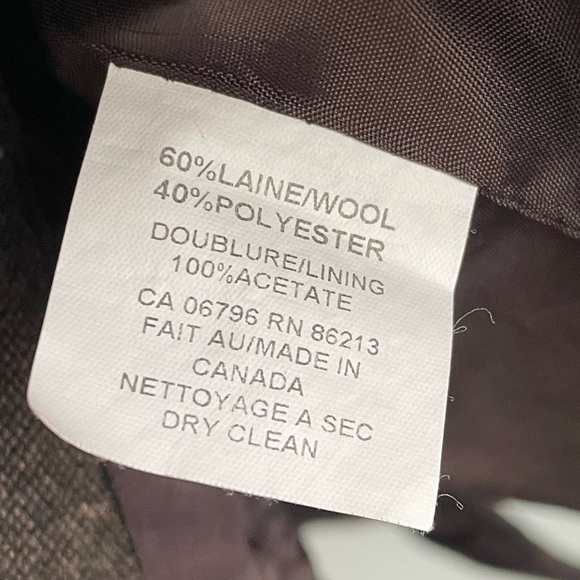 60%LAINE/WOOL
40%POLYESTER
DOUBLURE/LINING
100%ACETATE
CA 06796 RN 86213
FAIT AU/MADE IN
CANADA
NETTOYAGE A SEC
DRY CLEAN